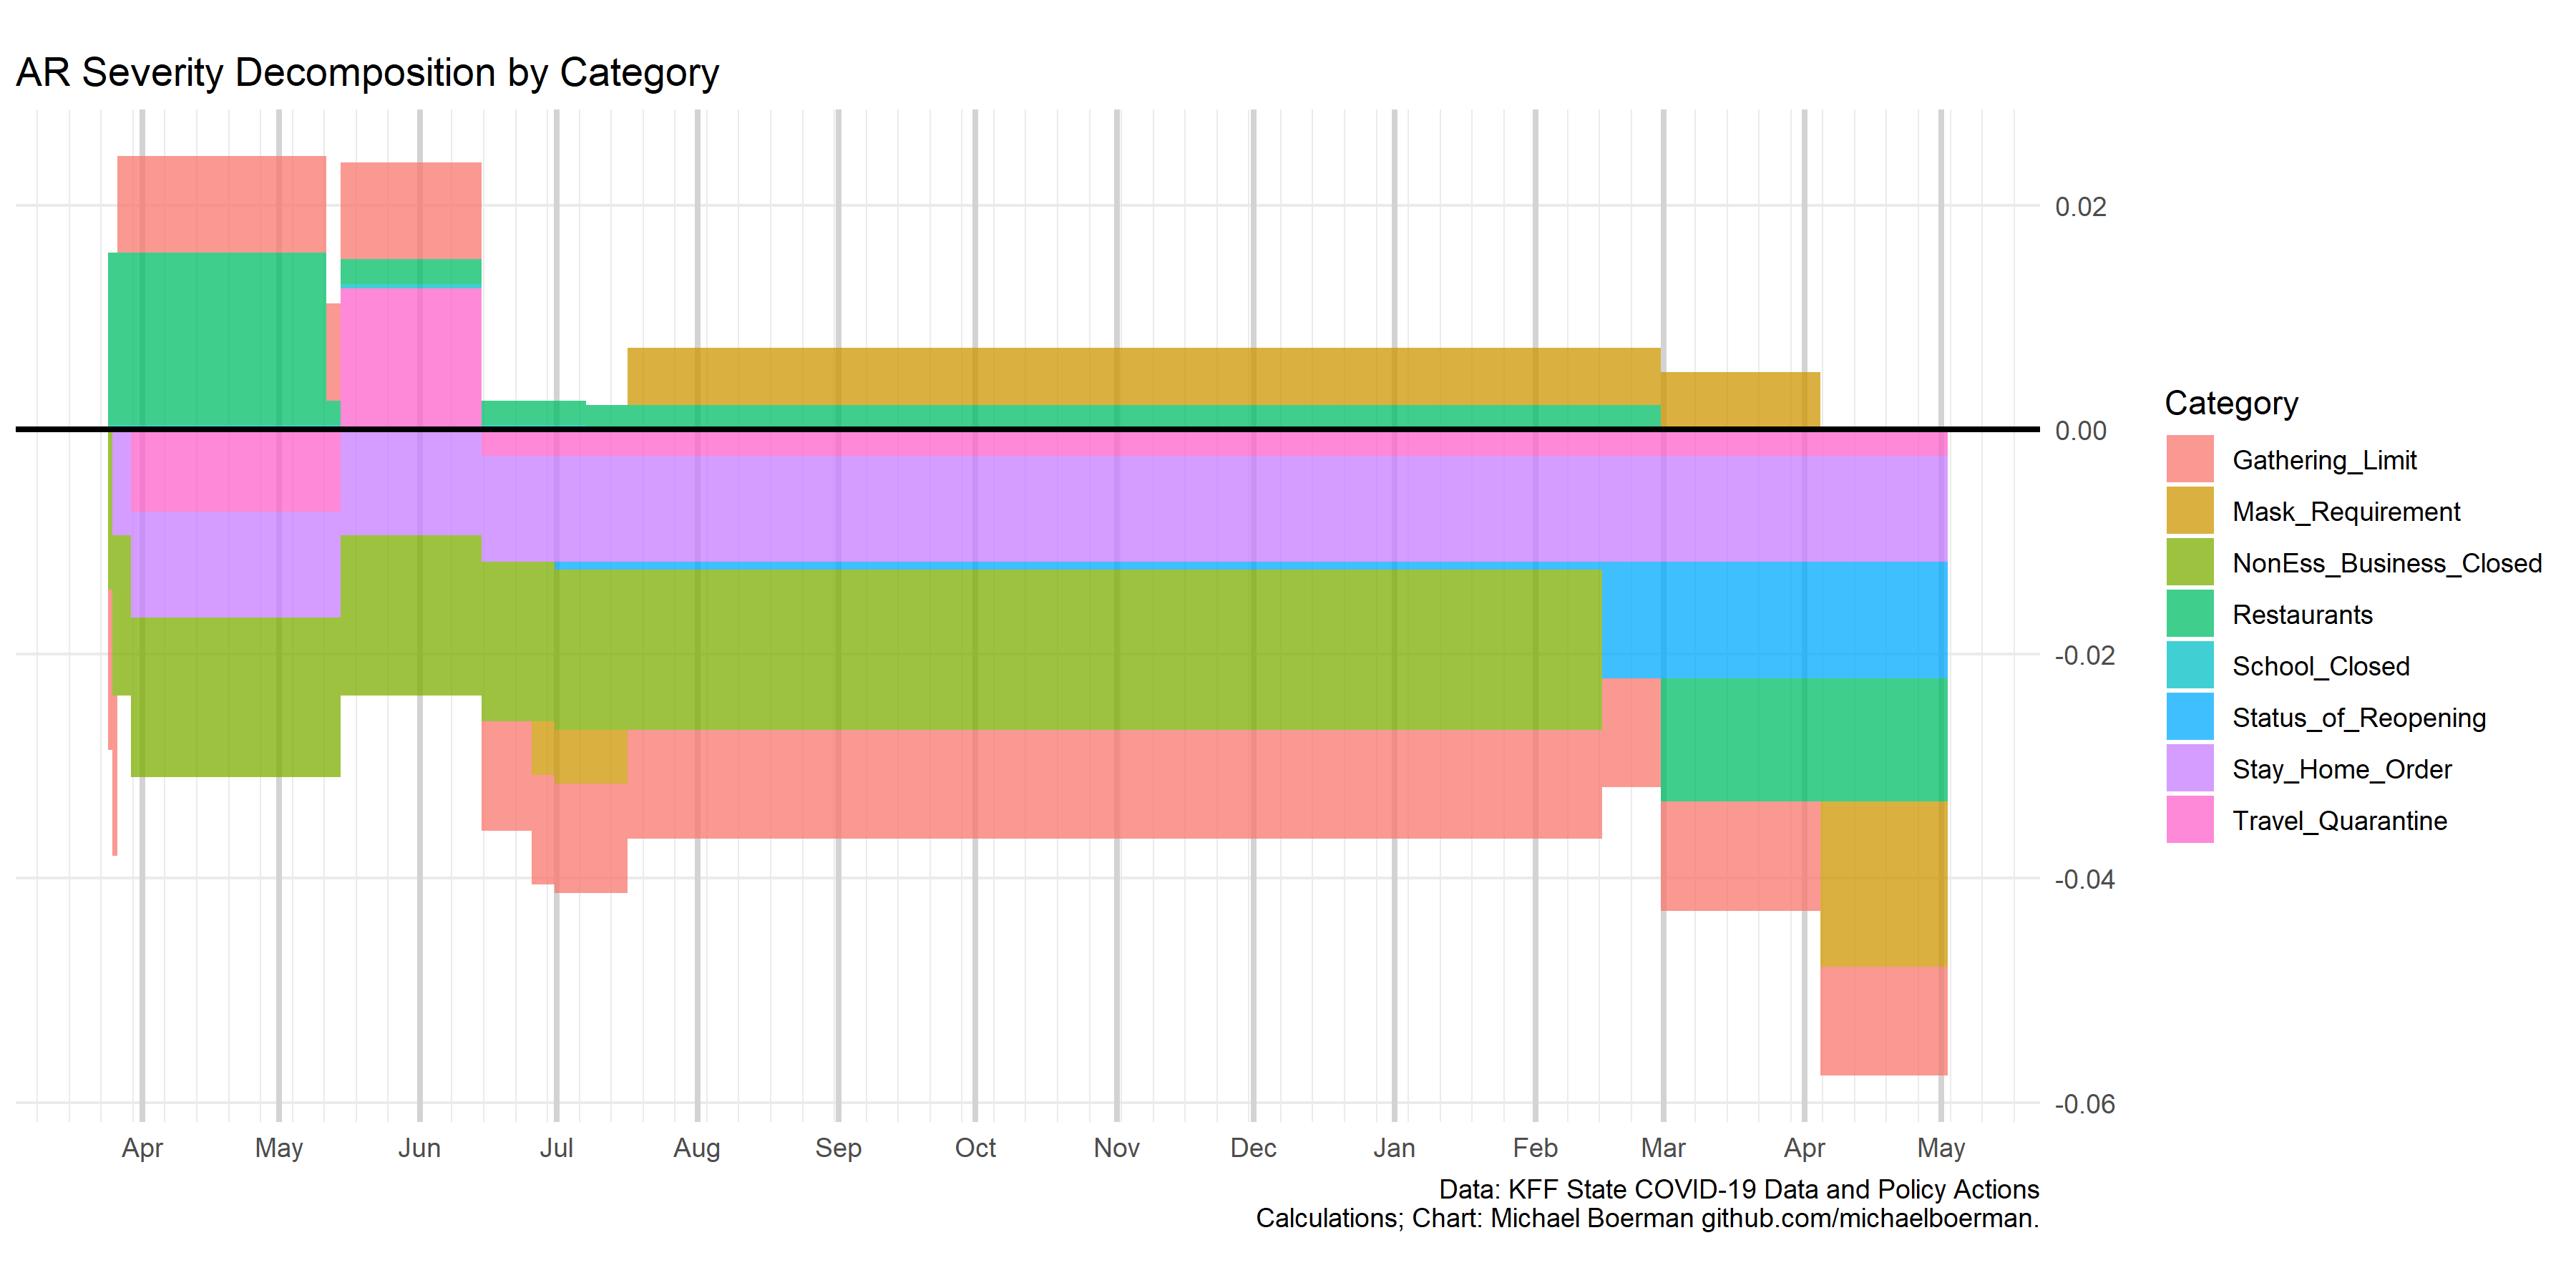 AR Severity Decomposition by Category
0.02
0.00
-0.02
-0.04
-0.06
Apr May Jun Jul Aug Sep Oct Nov Dec Jan Feb Mar Apr May
Data: KFF State COVID-19 Data and Policy Actions
Calculations; Chart: Michael Boerman github.com/michaelboerman.
Category
Gathering_Limit
Mask_Requirement
NonEss_Business_Closed
Restaurants
School_Closed
Status_of_Reopening
Stay_Home_Order
Travel_Quarantine